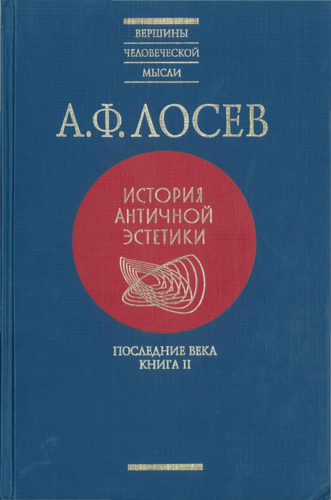 ВЕРШИНЫ
ЧЕЛОВЕЧЕСКОЙ
МЫСЛИ
А.Ф.ЛОСЕВ
ИСТОРИЯ
АНТИЧНОЙ
ЭСТЕТИКИ
ПОСЛЕДНИЕ ВЕКА
КНИГА II